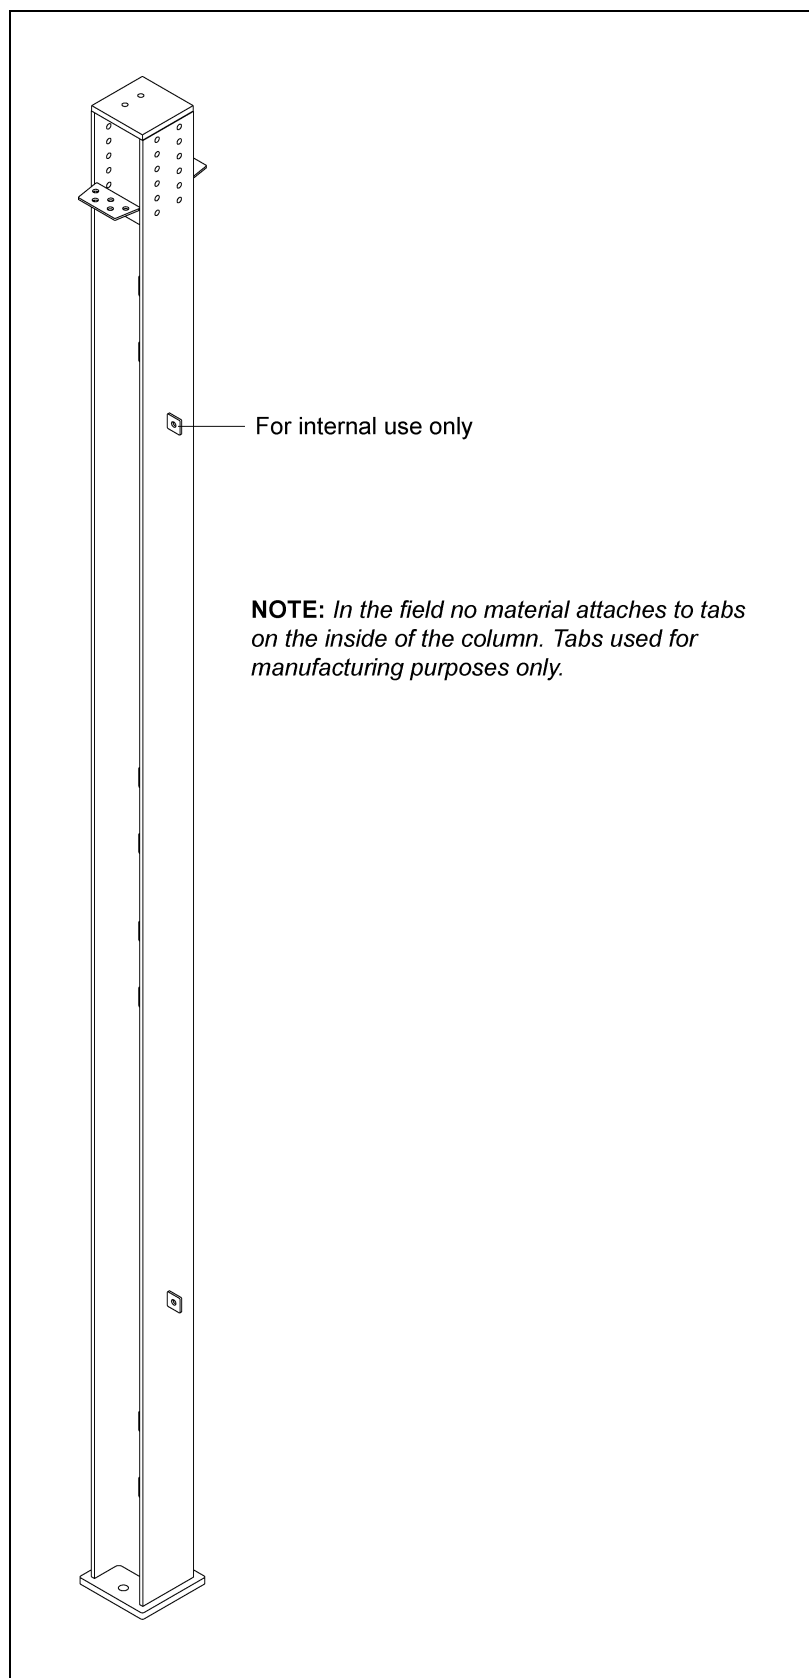 For internal use only
NOTE: In the field no material attaches to tabs
on the inside of the column. Tabs used for
manufacturing purposes only.